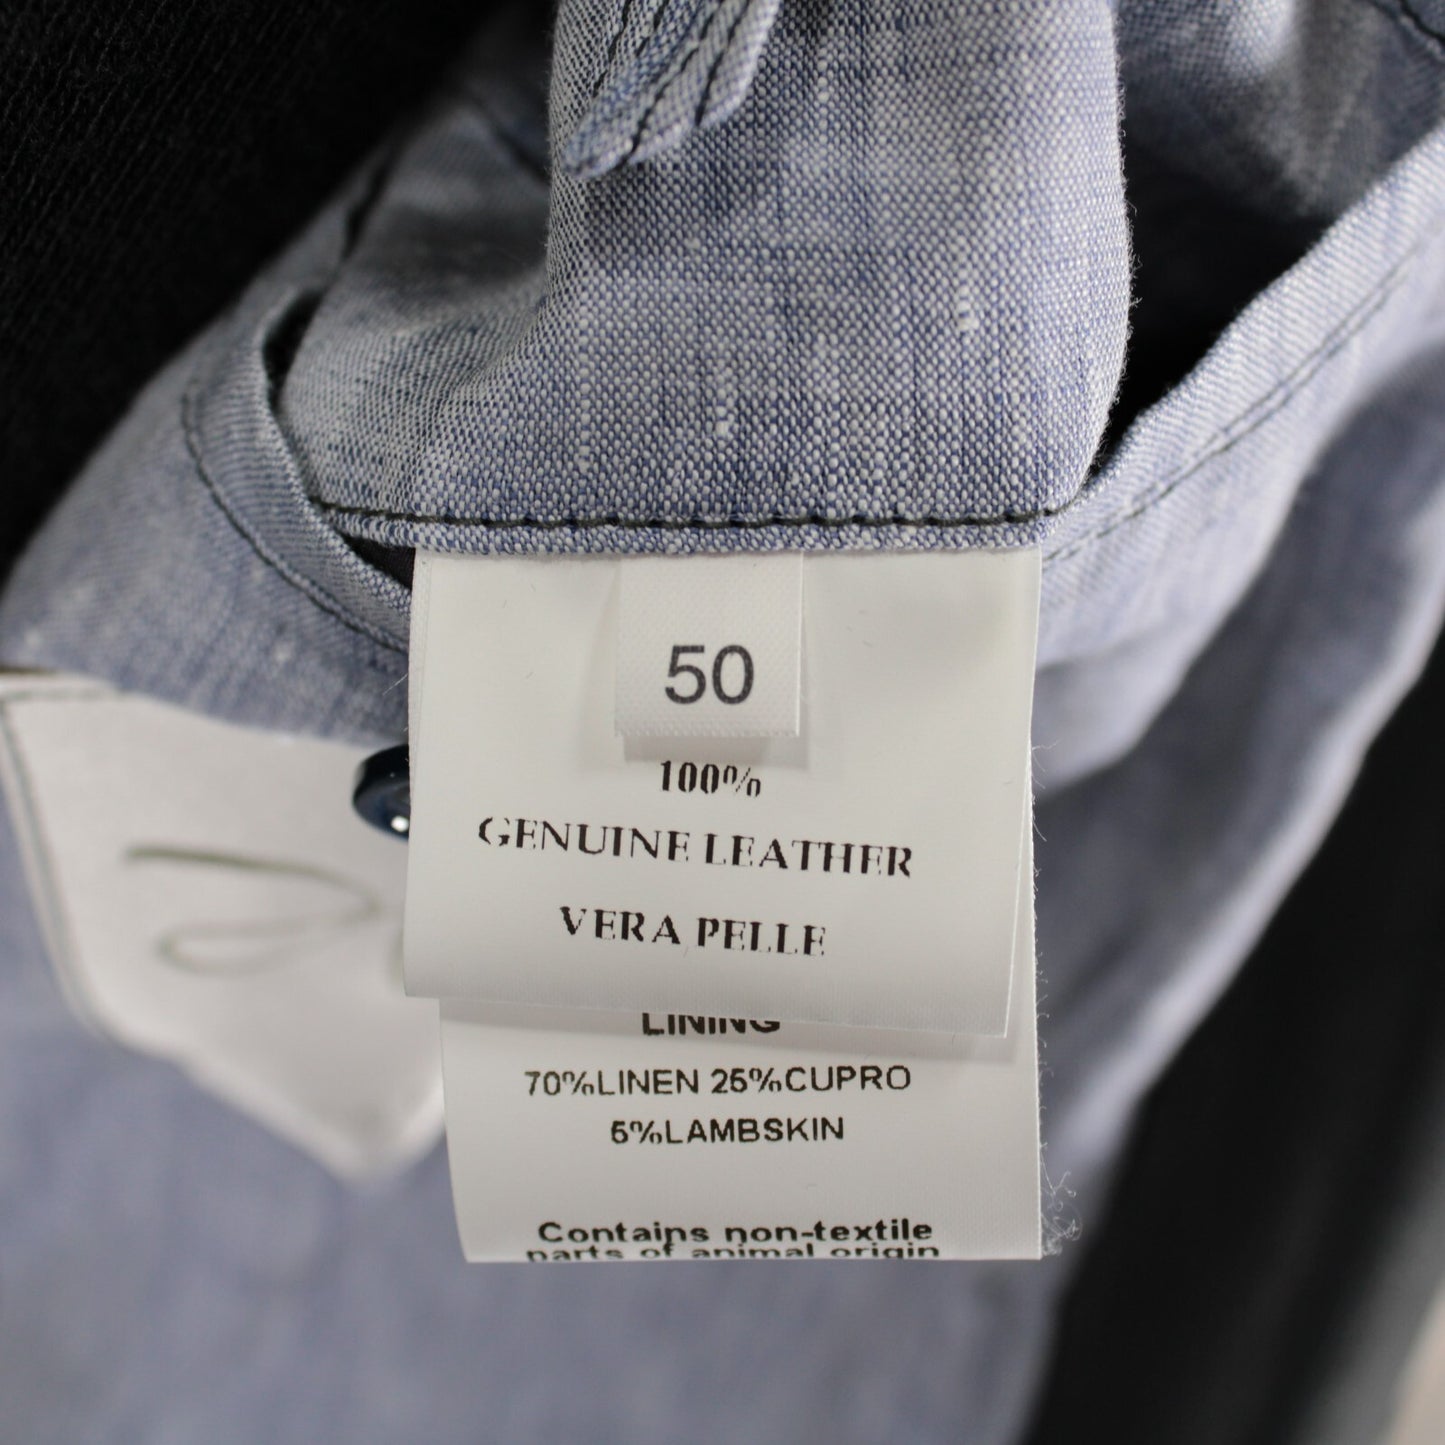 50
100%
GENUINE LEATHER
VERA PELLE
LINING
70%LINEN 25%CUPRO
5%LAMBSKIN
Contains non-textile
parts of animal origin